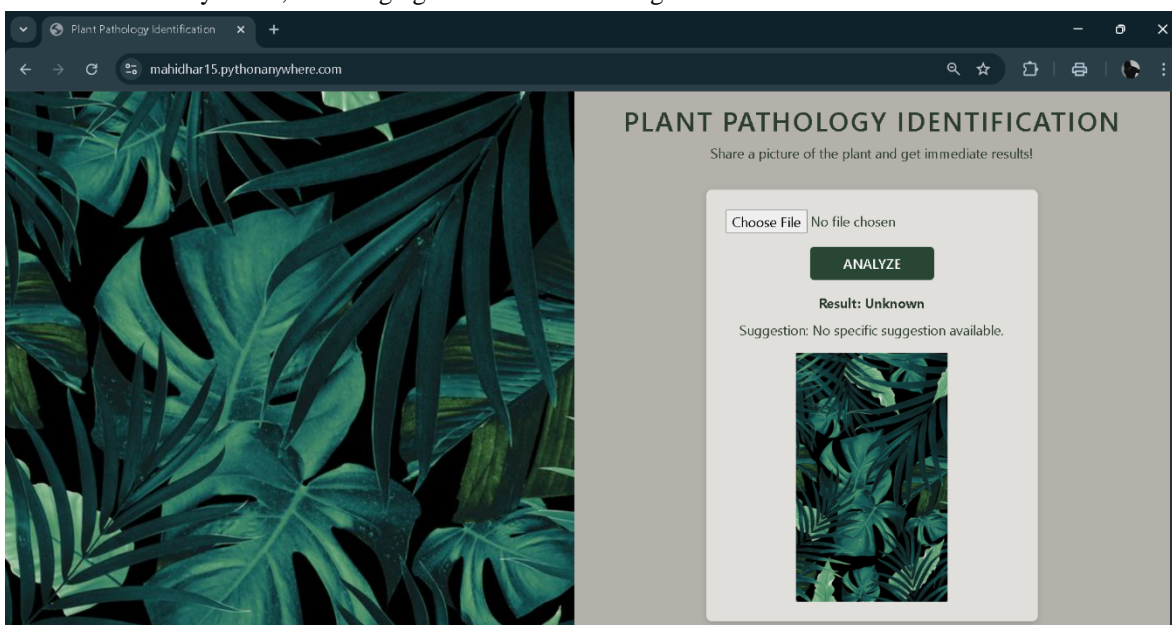 Plant Pathology Identification
mahidhar15.pythonanywhere.com
PLANT PATHOLOGY IDENTIFICATION
Share a picture of the plant and get immediate results!
Choose File No file chosen
ANALYZE
Result: Unknown
Suggestion: No specific suggestion available.